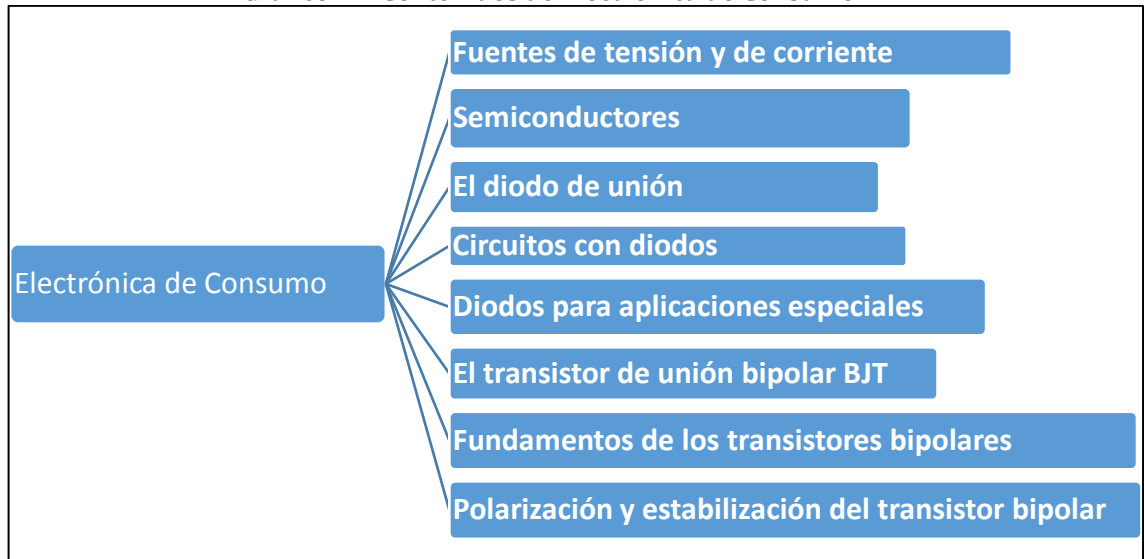 Electrónica de Consumo
Fuentes de tensión y de corriente
Semiconductores
El diodo de unión
Circuitos con diodos
Diodos para aplicaciones especiales
El transistor de unión bipolar BJT
Fundamentos de los transistores bipolares
Polarización y estabilización del transistor bipolar